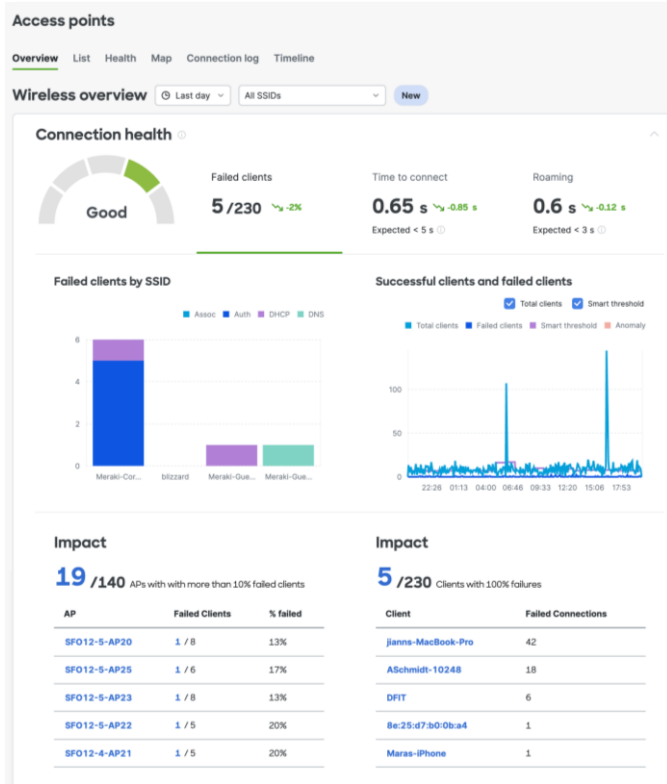 Access points
Overview List Health Map Connection log Timeline
Wireless overview Last day All SSIDs New
Connection health
Good
Failed clients
5/230 -2%
Time to connect
0.65 s -0.85 s
Expected < 5 s
Roaming
0.6 s -0.12 s
Expected < 3 s
Failed clients by SSID
Assoc Auth DHCP DNS
6
4
2
0
Meraki-Cor... blizzard Meraki-Gue... Meraki-Gue...
Successful clients and failed clients
Total clients Smart threshold
Total clients Failed clients Smart threshold Anomaly
100
50
0
22:26 01:13 04:00 06:46 09:33 12:20 15:06 17:53
Impact
19 /140 APs with with more than 10% failed clients
AP Failed Clients % failed
SFO12-5-AP20 1 / 8 13%
SFO12-5-AP25 1 / 6 17%
SFO12-5-AP23 1 / 8 13%
SFO12-5-AP22 1 / 5 20%
SFO12-4-AP21 1 / 5 20%
Impact
5 /230 Clients with 100% failures
Client Failed Connections
jianns-MacBook-Pro 42
ASchmidt-10248 18
DFIT 6
8e:25:d7:b0:0b:a4 1
Maras-iPhone 1